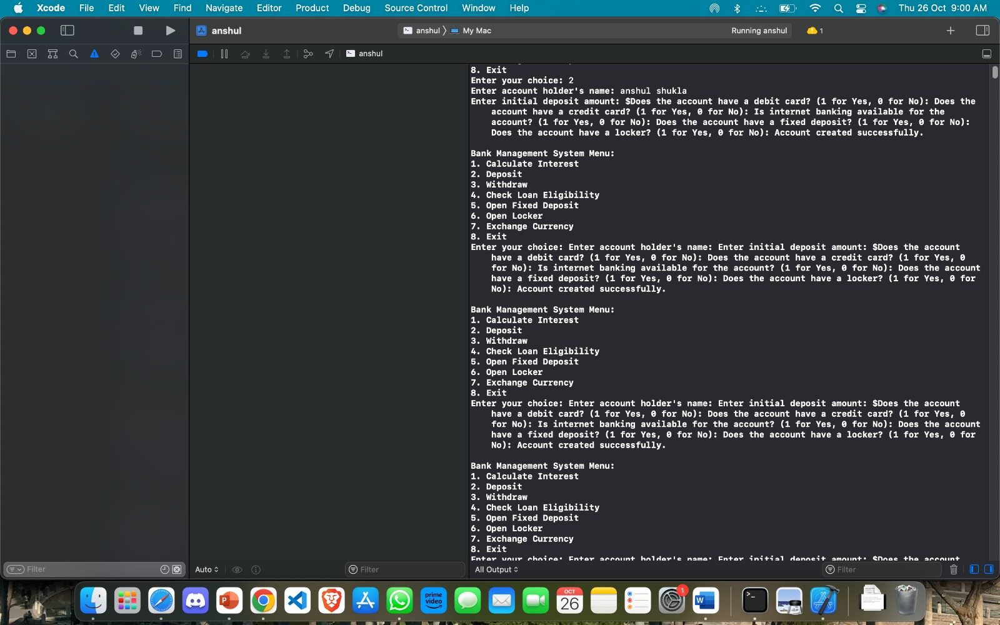 Xcode File Edit View Find Navigate Editor Product Debug Source Control Window Help Thu 26 Oct 9:00 AM
anshul anshul 〉 My Mac Running anshul 1
anshul
8. Exit
Enter your choice: 2
Enter account holder's name: anshul shukla
Enter initial deposit amount: $Does the account have a debit card? (1 for Yes, 0 for No): Does the
account have a credit card? (1 for Yes, 0 for No): Is internet banking available for the
account? (1 for Yes, 0 for No): Does the account have a fixed deposit? (1 for Yes, 0 for No):
Does the account have a locker? (1 for Yes, 0 for No): Account created successfully.
Bank Management System Menu:
1. Calculate Interest
2. Deposit
3. Withdraw
4. Check Loan Eligibility
5. Open Fixed Deposit
6. Open Locker
7. Exchange Currency
8. Exit
Enter your choice: Enter account holder's name: Enter initial deposit amount: $Does the account
have a debit card? (1 for Yes, 0 for No): Does the account have a credit card? (1 for Yes, 0
for No): Is internet banking available for the account? (1 for Yes, 0 for No): Does the account
have a fixed deposit? (1 for Yes, 0 for No): Does the account have a locker? (1 for Yes, 0 for
No): Account created successfully.
Bank Management System Menu:
1. Calculate Interest
2. Deposit
3. Withdraw
4. Check Loan Eligibility
5. Open Fixed Deposit
6. Open Locker
7. Exchange Currency
8. Exit
Enter your choice: Enter account holder's name: Enter initial deposit amount: $Does the account
have a debit card? (1 for Yes, 0 for No): Does the account have a credit card? (1 for Yes, 0
for No): Is internet banking available for the account? (1 for Yes, 0 for No): Does the account
have a fixed deposit? (1 for Yes, 0 for No): Does the account have a locker? (1 for Yes, 0 for
No): Account created successfully.
Bank Management System Menu:
1. Calculate Interest
2. Deposit
3. Withdraw
4. Check Loan Eligibility
5. Open Fixed Deposit
6. Open Locker
7. Exchange Currency
8. Exit
Enter your choice: Enter account holder's name: Enter initial deposit amount: $Does the account
Filter Auto Filter All Output Filter
P prime video OCT 26 1 W